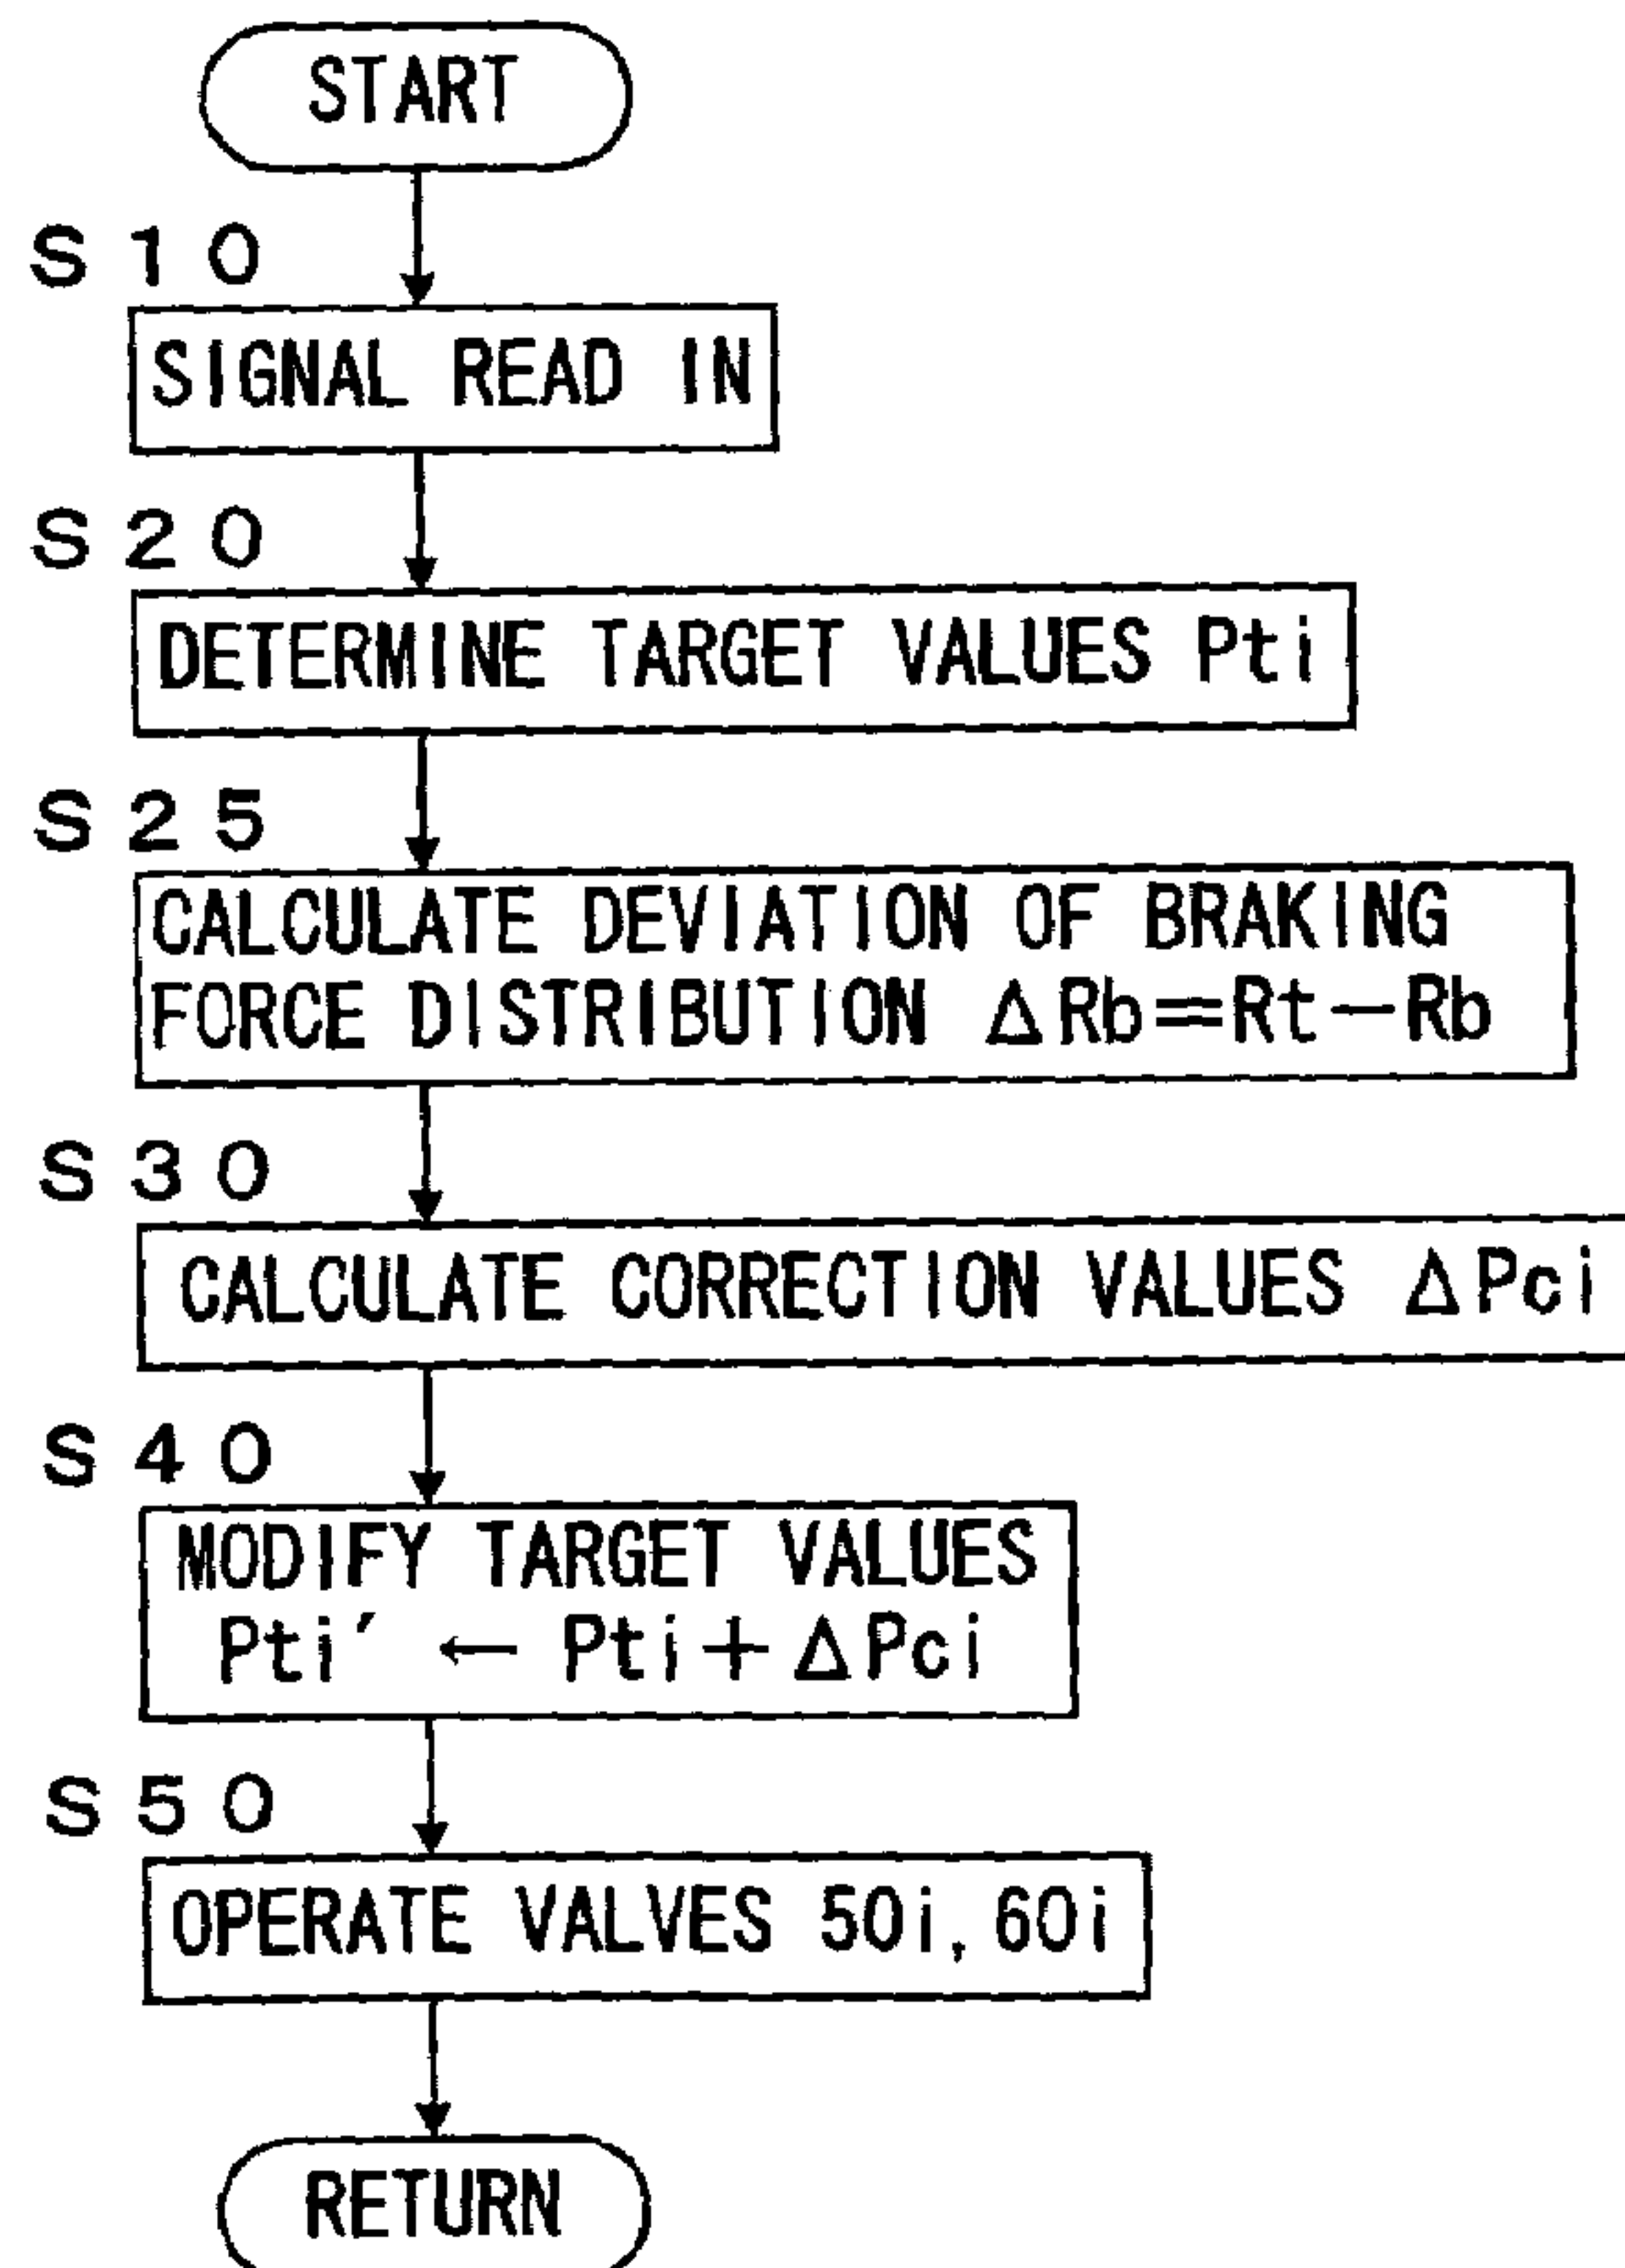 START
S10
SIGNAL READ IN
S20
DETERMINE TARGET VALUES Pti
S25
CALCULATE DEVIATION OF BRAKING
FORCE DISTRIBUTION ΔRb=Rt−Rb
S30
CALCULATE CORRECTION VALUES ΔPci
S40
MODIFY TARGET VALUES
Pti′ ← Pti+ΔPci
S50
OPERATE VALVES 50i, 60i
RETURN